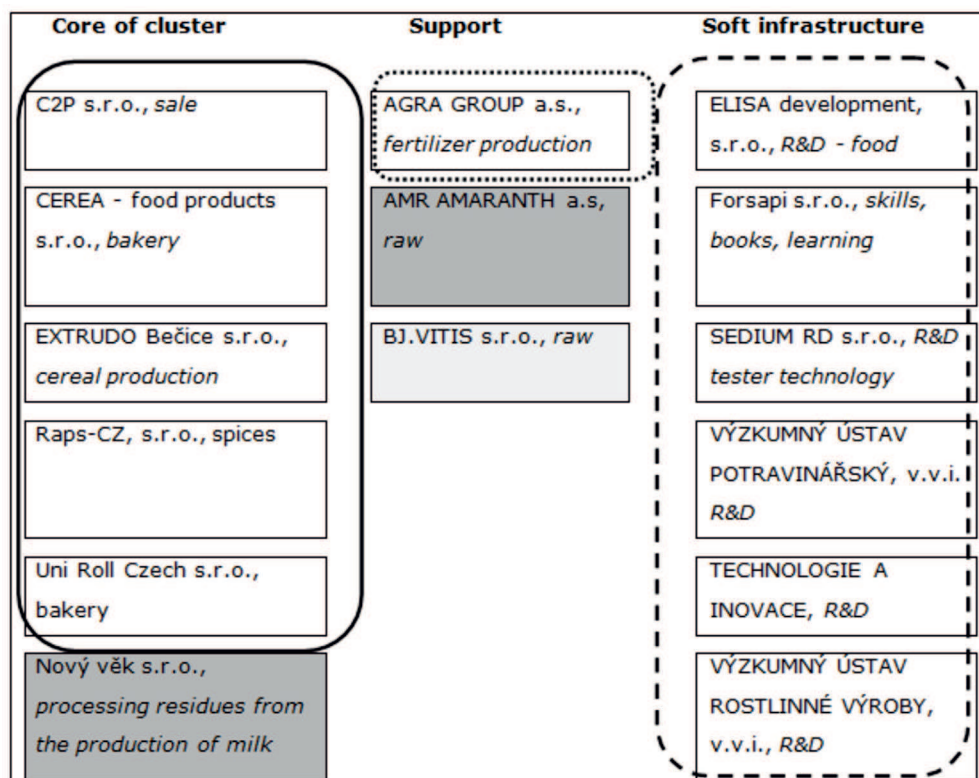 Core of cluster
C2P s.r.o., sale
CEREA - food products
s.r.o., bakery
EXTRUDO Bečice s.r.o.,
cereal production
Raps-CZ, s.r.o., spices
Uni Roll Czech s.r.o.,
bakery
Nový věk s.r.o.,
processing residues from
the production of milk
Support
AGRA GROUP a.s.,
fertilizer production
AMR AMARANTH a.s,
raw
BJ.VITIS s.r.o., raw
Soft infrastructure
ELISA development,
s.r.o., R&D - food
Forsapi s.r.o., skills,
books, learning
SEDIUM RD s.r.o., R&D
tester technology
VÝZKUMNÝ ÚSTAV
POTRAVINÁŘSKÝ, v.v.i.
R&D
TECHNOLOGIE A
INOVACE, R&D
VÝZKUMNÝ ÚSTAV
ROSTLINNÉ VÝROBY,
v.v.i., R&D